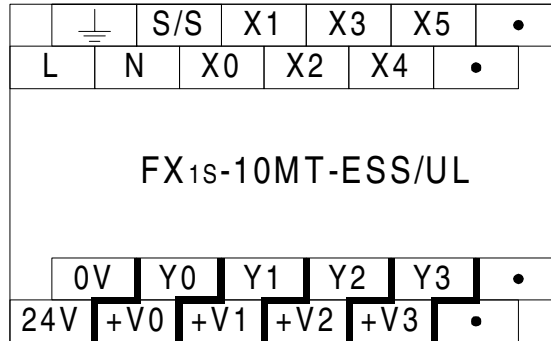 S/S X1 X3 X5 •
L N X0 X2 X4 •
FX1S-10MT-ESS/UL
0V Y0 Y1 Y2 Y3 •
24V +V0 +V1 +V2 +V3 •